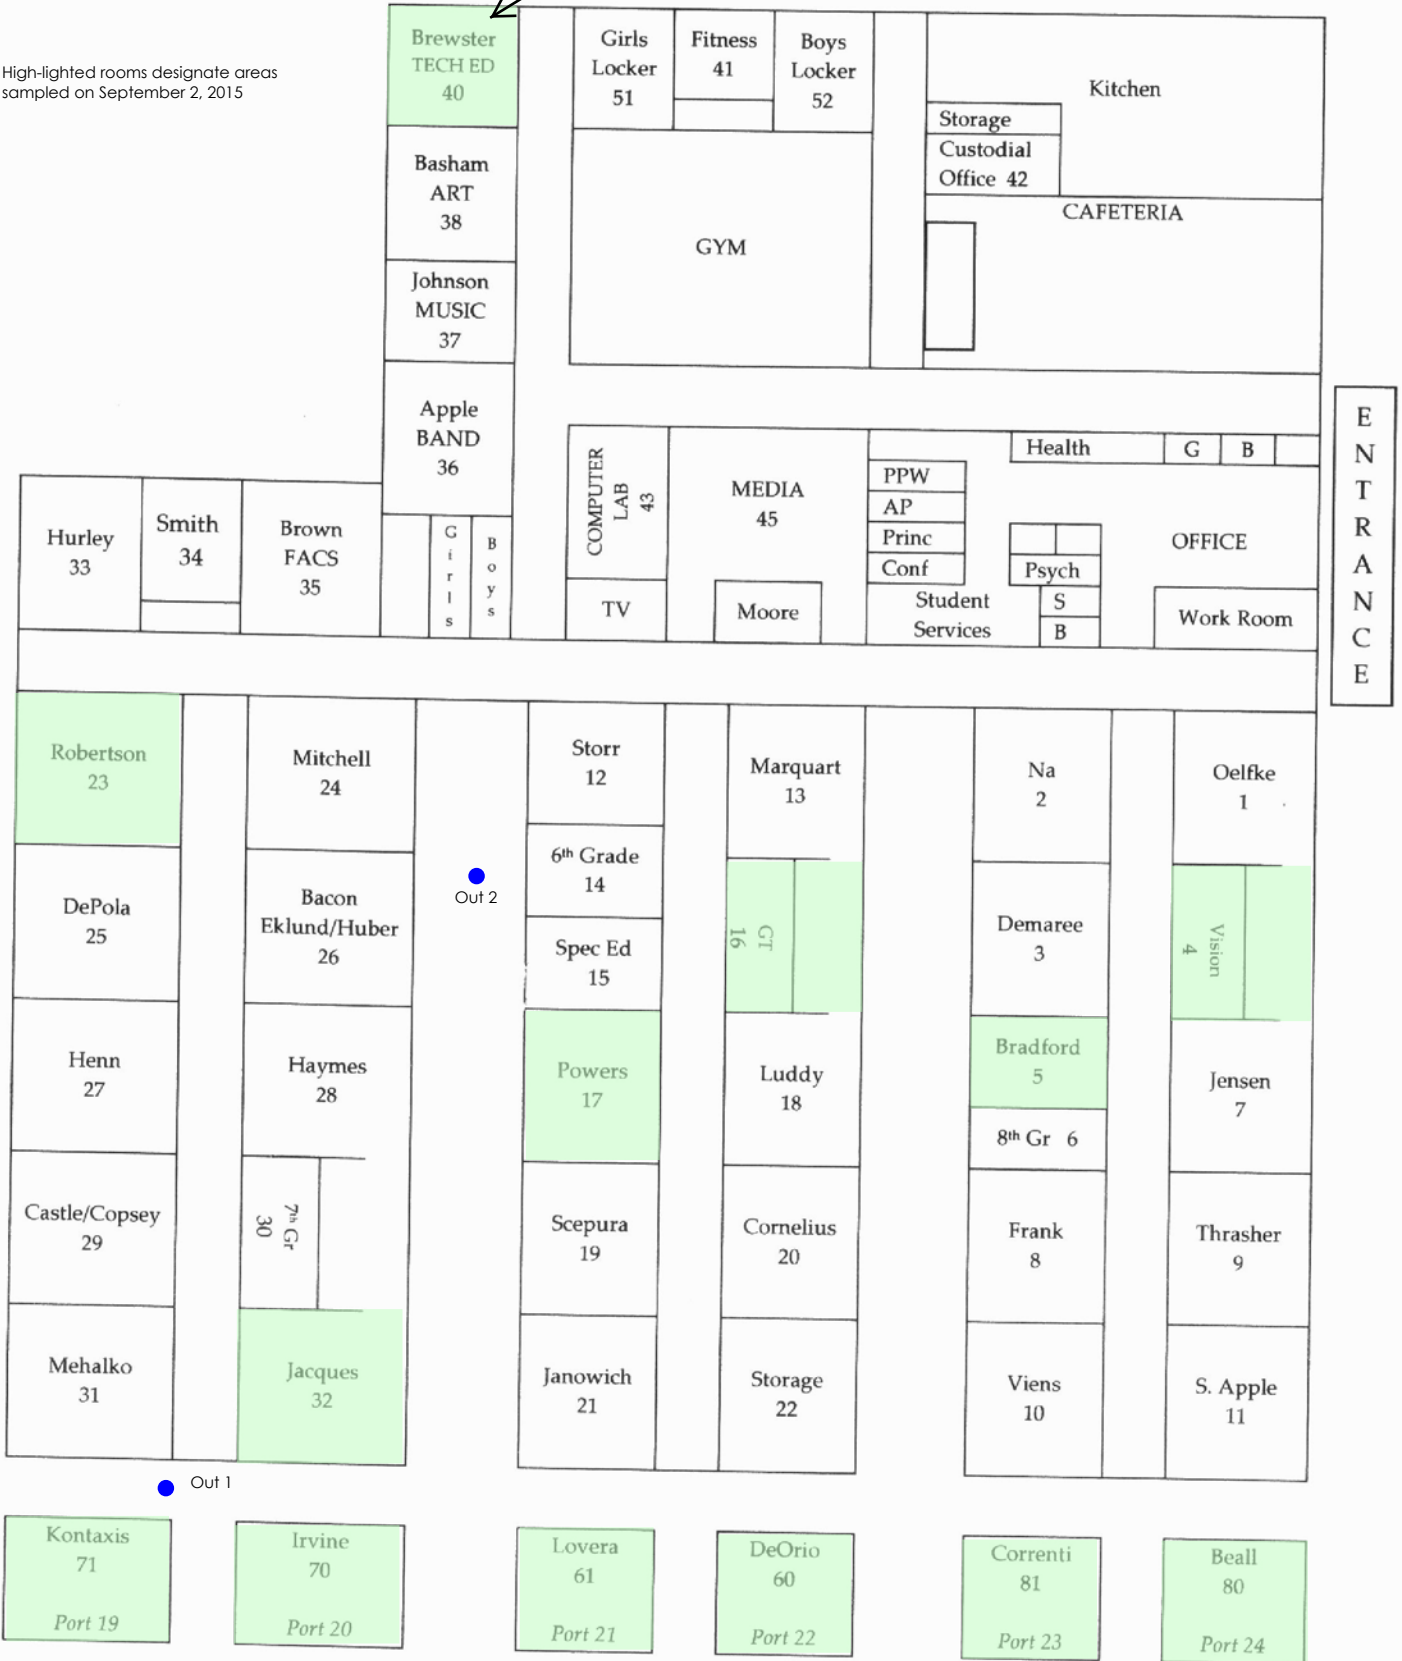 High-lighted rooms designate areas
sampled on September 2, 2015
Brewster
TECH ED
40
Girls
Locker
51
Fitness
41
Boys
Locker
52
Kitchen
Storage
Custodial
Office 42
CAFETERIA
Basham
ART
38
GYM
Johnson
MUSIC
37
Apple
BAND
36
ENTRANCE
COMPUTER
LAB
43
MEDIA
45
Health
G
B
PPW
AP
Princ
Conf
Psych
OFFICE
Hurley
33
Smith
34
Brown
FACS
35
Girls
Boys
TV
Moore
Student
Services
S
B
Work Room
Robertson
23
Mitchell
24
Storr
12
Marquart
13
Na
2
Oelfke
1
Out 2
6th Grade
14
DePola
25
Bacon
Eklund/Huber
26
Spec Ed
15
GT
16
Demaree
3
Vision
4
Henn
27
Haymes
28
Powers
17
Luddy
18
Bradford
5
8th Gr 6
Jensen
7
Castle/Copsey
29
7th Gr
30
Scepura
19
Cornelius
20
Frank
8
Thrasher
9
Mehalko
31
Jacques
32
Janowich
21
Storage
22
Viens
10
S. Apple
11
Out 1
Kontaxis
71
Port 19
Irvine
70
Port 20
Lovera
61
Port 21
DeOrio
60
Port 22
Correnti
81
Port 23
Beall
80
Port 24